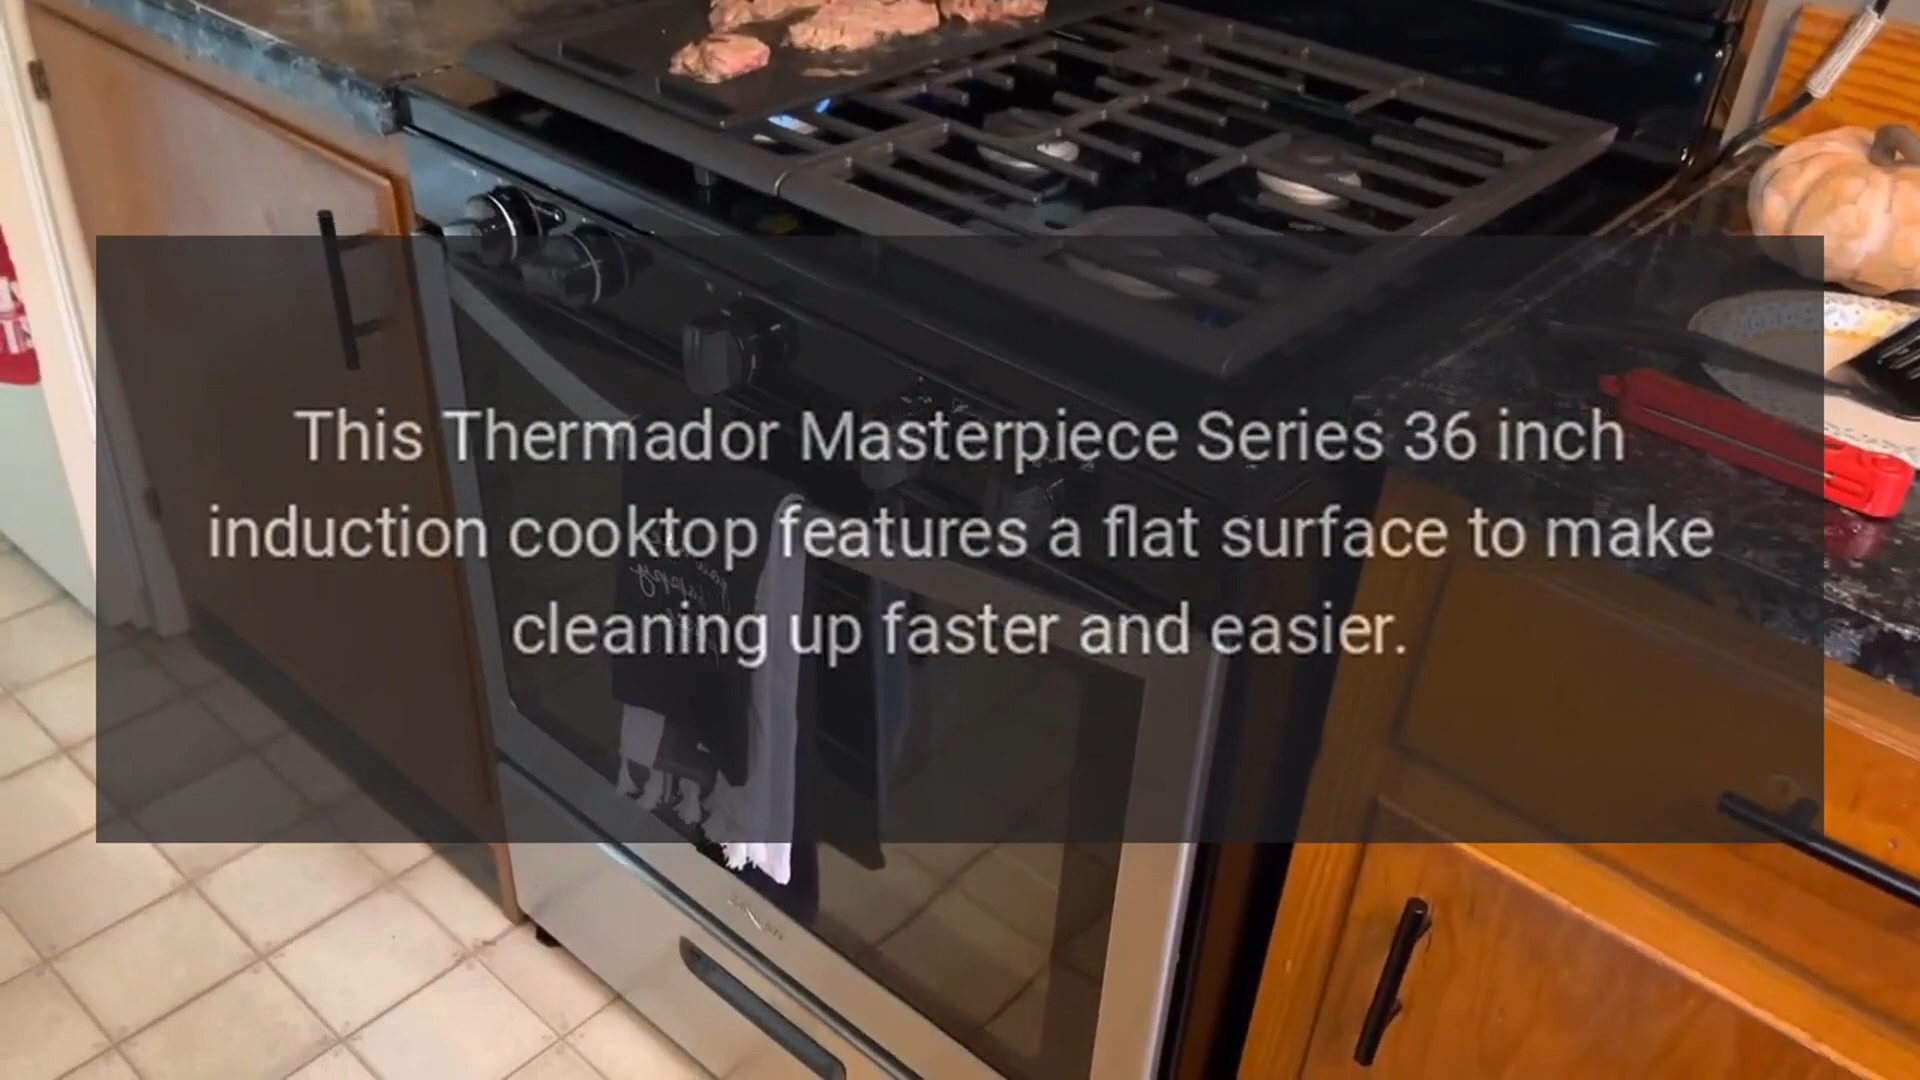 This Thermador Masterpiece Series 36 inch
induction cooktop features a flat surface to make
cleaning up faster and easier.